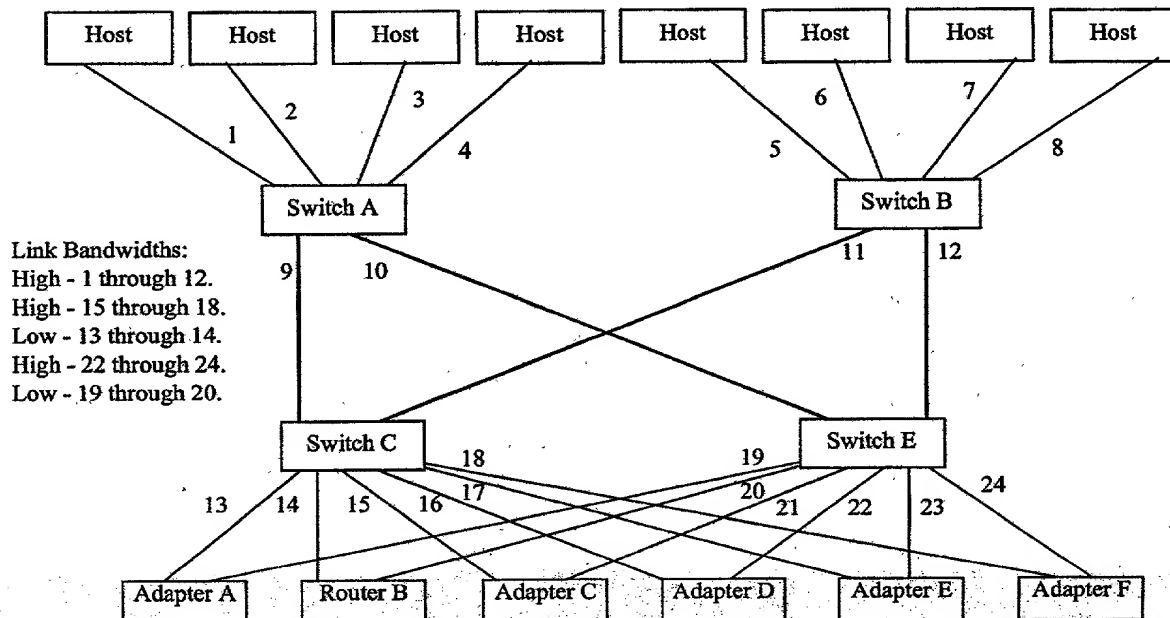 Host Host Host Host Host Host Host Host
1 2 3 4 5 6 7 8
Switch A Switch B
Link Bandwidths:
High - 1 through 12.
High - 15 through 18.
Low - 13 through 14.
High - 22 through 24.
Low - 19 through 20.
9 10 11 12
Switch C Switch E
13 14 15 16 17 18 19 20 21 22 23 24
Adapter A Router B Adapter C Adapter D Adapter E Adapter F